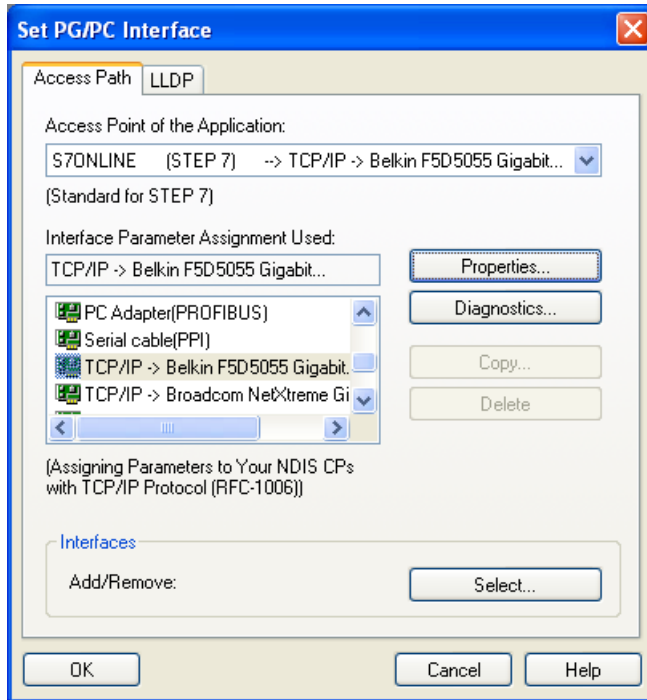 Set PG/PC Interface
Access Path LLDP
Access Point of the Application:
S7ONLINE (STEP 7) --> TCP/IP -> Belkin F5D5055 Gigabit...
(Standard for STEP 7)
Interface Parameter Assignment Used:
TCP/IP -> Belkin F5D5055 Gigabit...
Properties...
PC Adapter(PROFIBUS)
Diagnostics...
Serial cable(PPI)
TCP/IP -> Belkin F5D5055 Gigabit.
Copy...
TCP/IP -> Broadcom NetXtreme Gi
Delete
(Assigning Parameters to Your NDIS CPs
with TCP/IP Protocol (RFC-1006))
Interfaces
Add/Remove:
Select...
OK
Cancel
Help